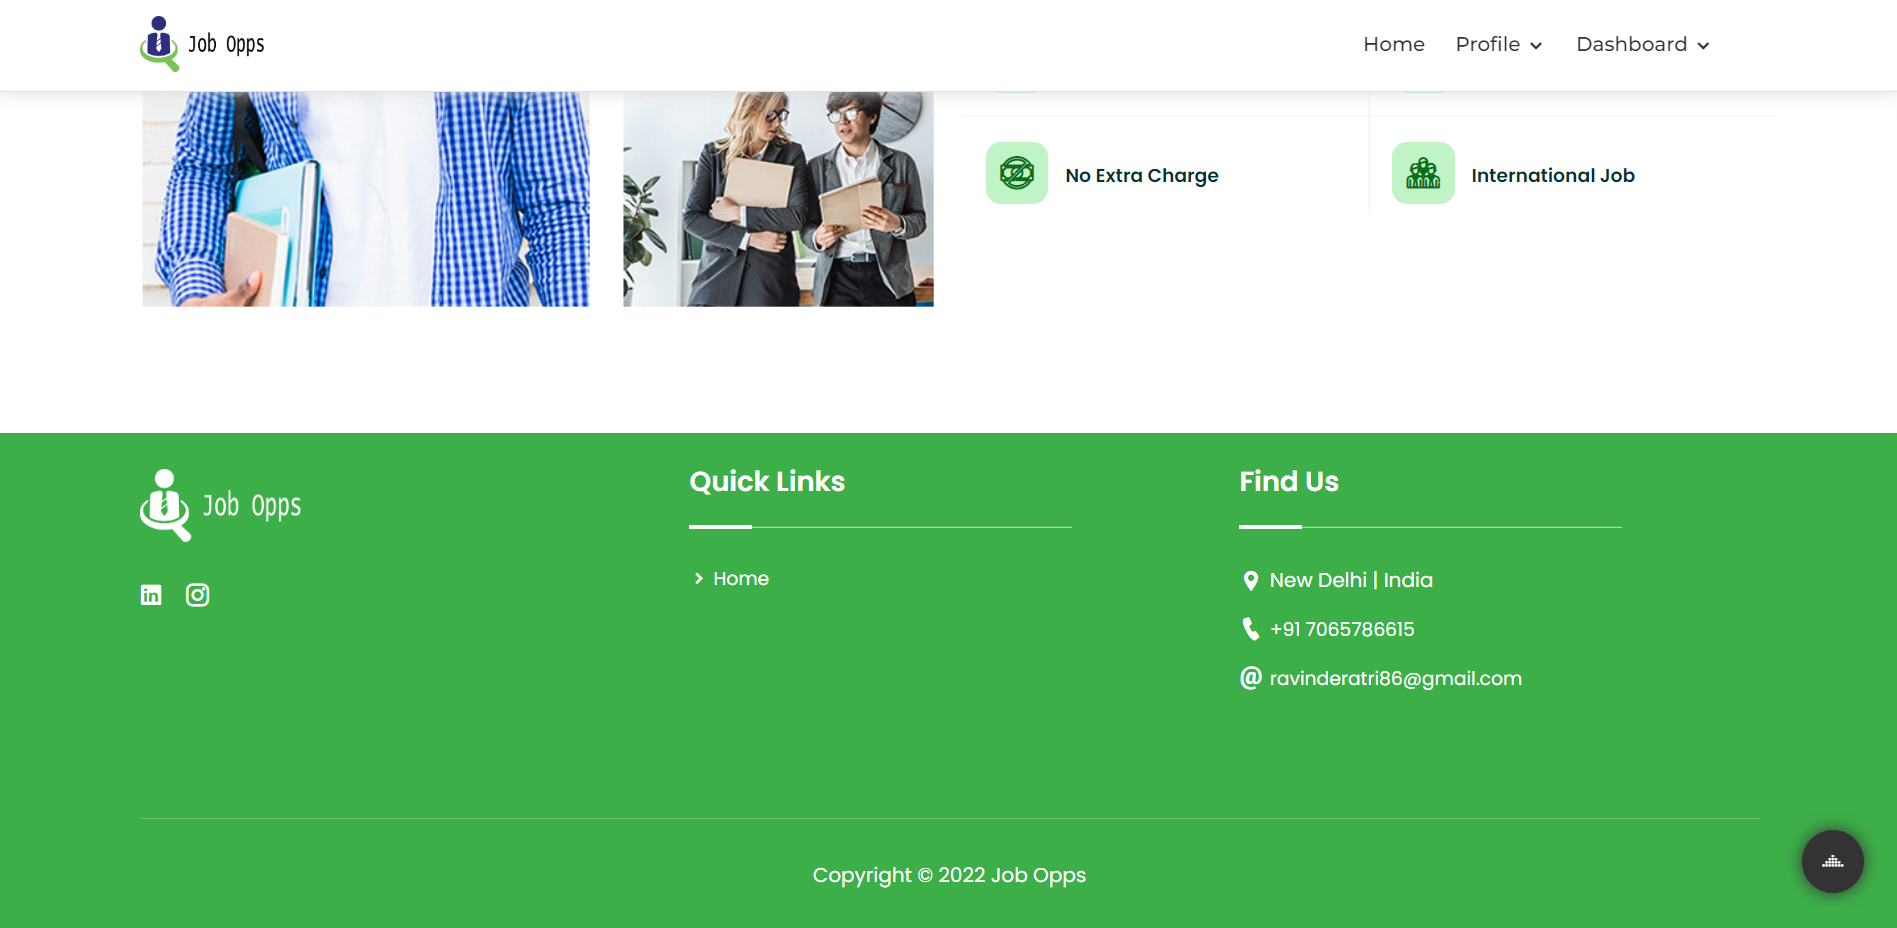 Job Opps
Home
Profile
Dashboard
No Extra Charge
International Job
Job Opps
in
Quick Links
Home
Find Us
New Delhi | India
+91 7065786615
@ ravinderatri86@gmail.com
Copyright © 2022 Job Opps